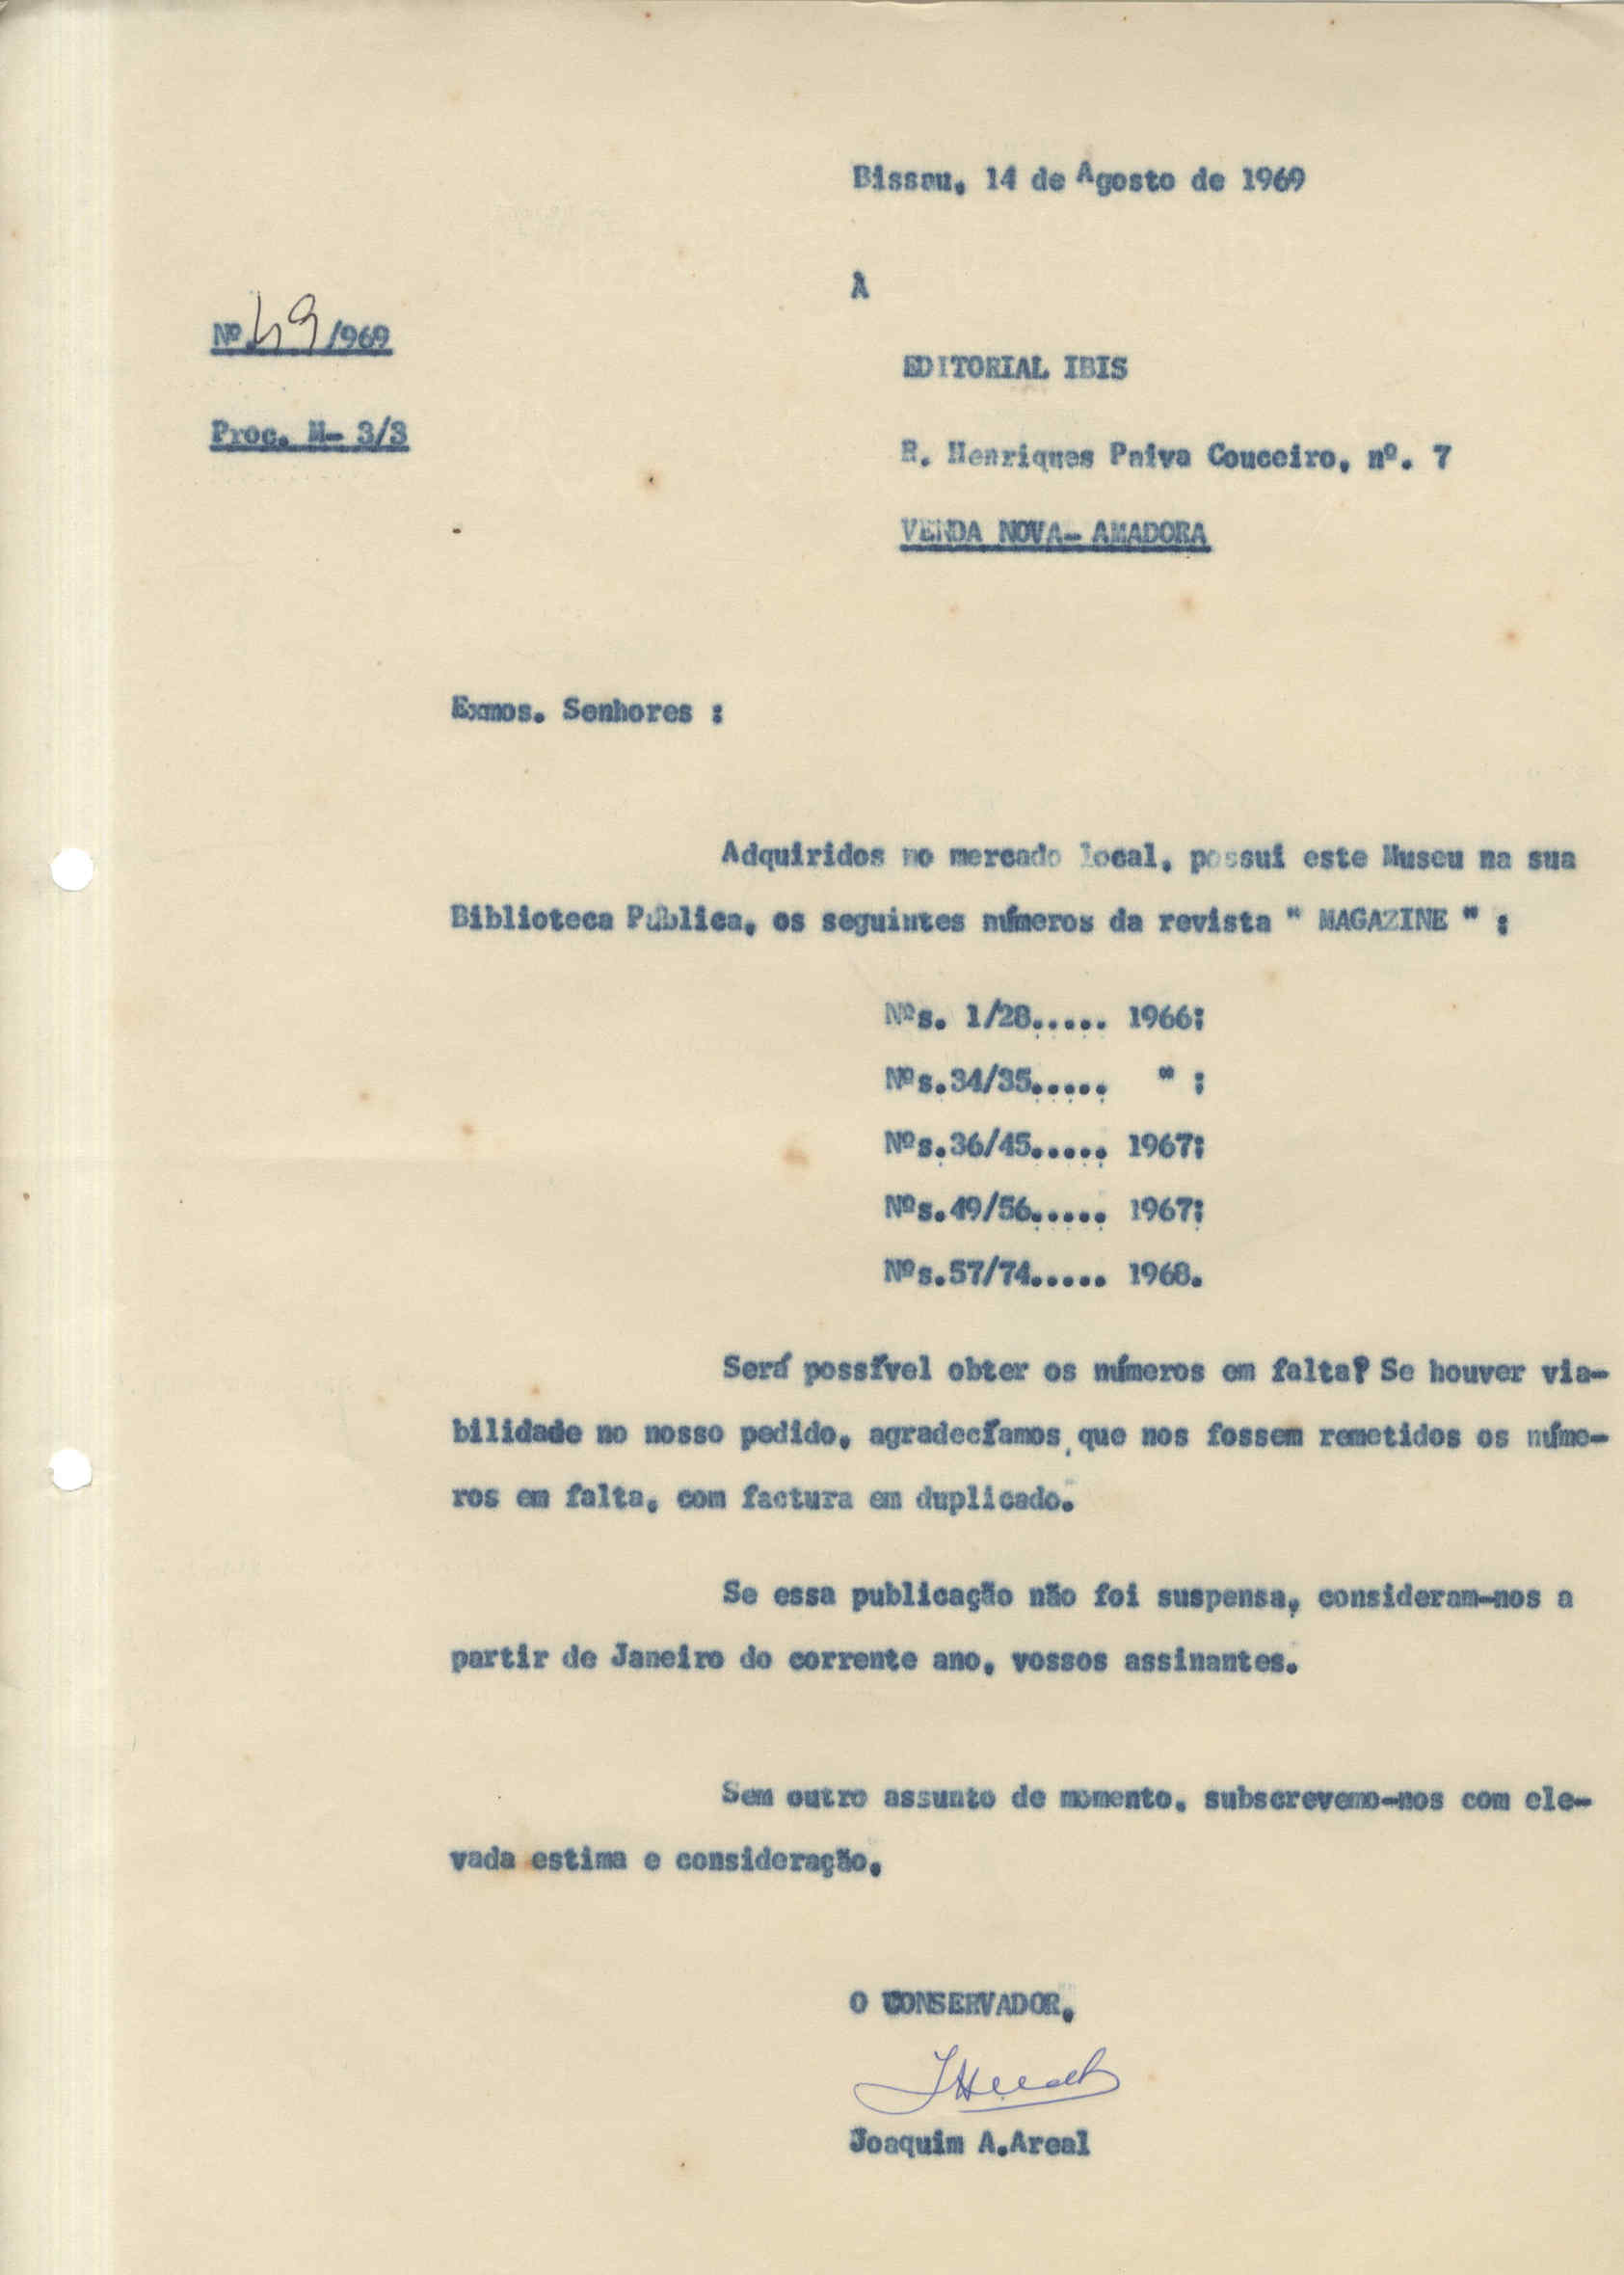 Bissau, 14 de Agosto de 1969
À
Nº 49/969
EDITORIAL IBIS
Proc. M- 3/3
R. Henriques Paiva Couceiro, nº. 7
VENDA NOVA- AMADORA
Exmos. Senhores :
Adquiridos no mercado local, possui este Museu na sua
Biblioteca Pública, os seguintes números da revista " MAGAZINE " :
Nºs. 1/28..... 1966;
Nºs.34/35..... " ;
Nºs.36/45..... 1967;
Nºs.49/56..... 1967;
Nºs.57/74..... 1968.
Será possível obter os números em falta? Se houver via-
bilidade no nosso pedido, agradecíamos que nos fossem remetidos os núme-
ros em falta, com factura em duplicado.
Se essa publicação não foi suspensa, consideram-nos a
partir de Janeiro do corrente ano, vossos assinantes.
Sem outro assunto de momento, subscrevemo-nos com ele-
vada estima e consideração.
O CONSERVADOR,
Joaquim A.Areal